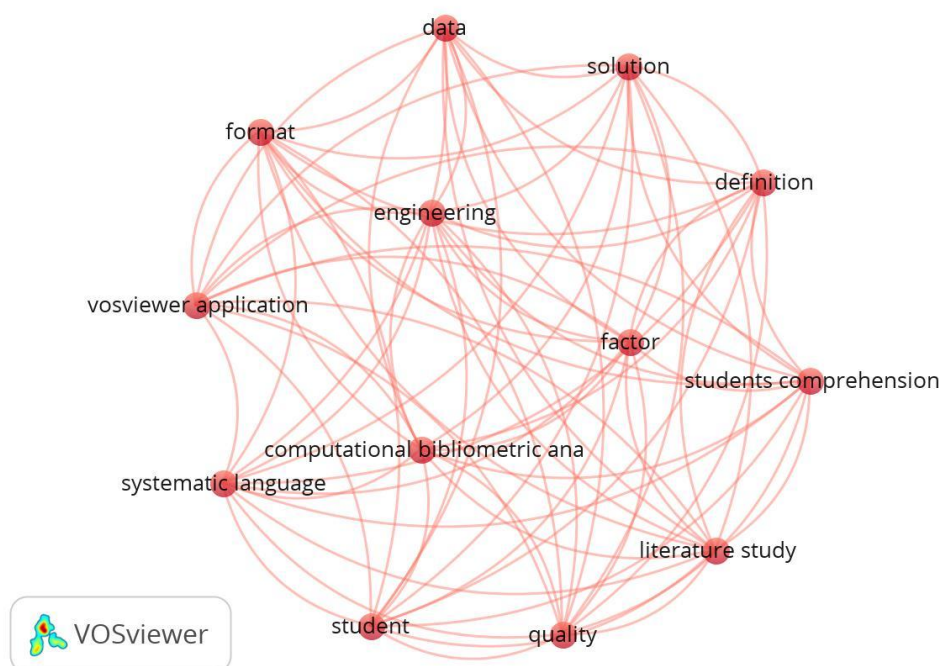 data
solution
format
definition
engineering
vosviewer application
factor
students comprehension
computational bibliometric ana
systematic language
literature study
student
quality
VOSviewer